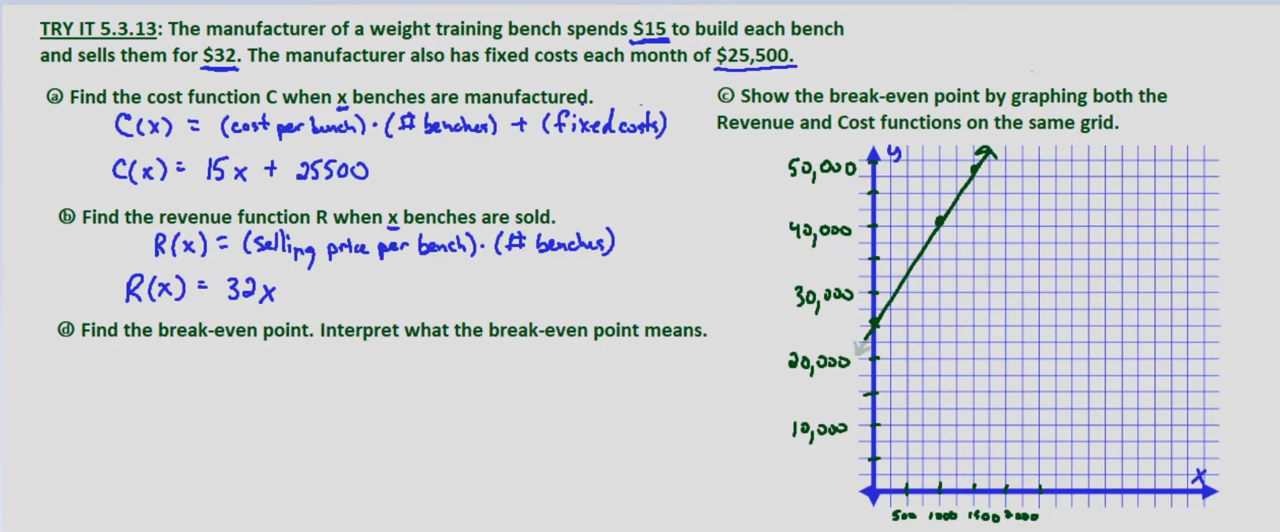 TRY IT 5.3.13: The manufacturer of a weight training bench spends $15 to build each bench
and sells them for $32. The manufacturer also has fixed costs each month of $25,500.
ⓐ Find the cost function C when x benches are manufactured.
C(x) = (cost per bench) · (# benches) + (fixed costs)
C(x) = 15x + 25500
ⓑ Find the revenue function R when x benches are sold.
R(x) = (selling price per bench) · (# benches)
R(x) = 32x
ⓓ Find the break-even point. Interpret what the break-even point means.
ⓒ Show the break-even point by graphing both the
Revenue and Cost functions on the same grid.
y
50,000
40,000
30,000
20,000
10,000
x
500 1000 1500 2000